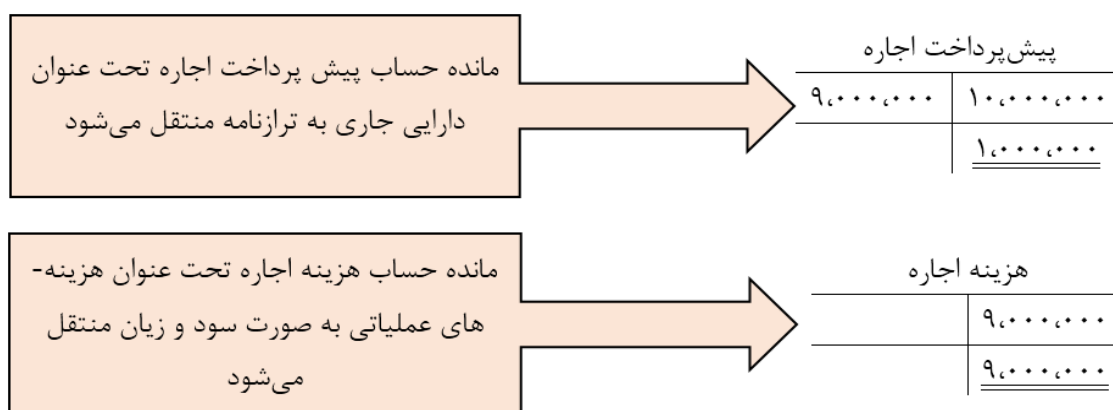 پیش‌پرداخت اجاره
۱۰،۰۰۰،۰۰۰ ۹،۰۰۰،۰۰۰
۱،۰۰۰،۰۰۰
مانده حساب پیش پرداخت اجاره تحت عنوان
دارایی جاری به ترازنامه منتقل می‌شود
هزینه اجاره
۹،۰۰۰،۰۰۰
۹،۰۰۰،۰۰۰
مانده حساب هزینه اجاره تحت عنوان هزینه-
های عملیاتی به صورت سود و زیان منتقل
می‌شود